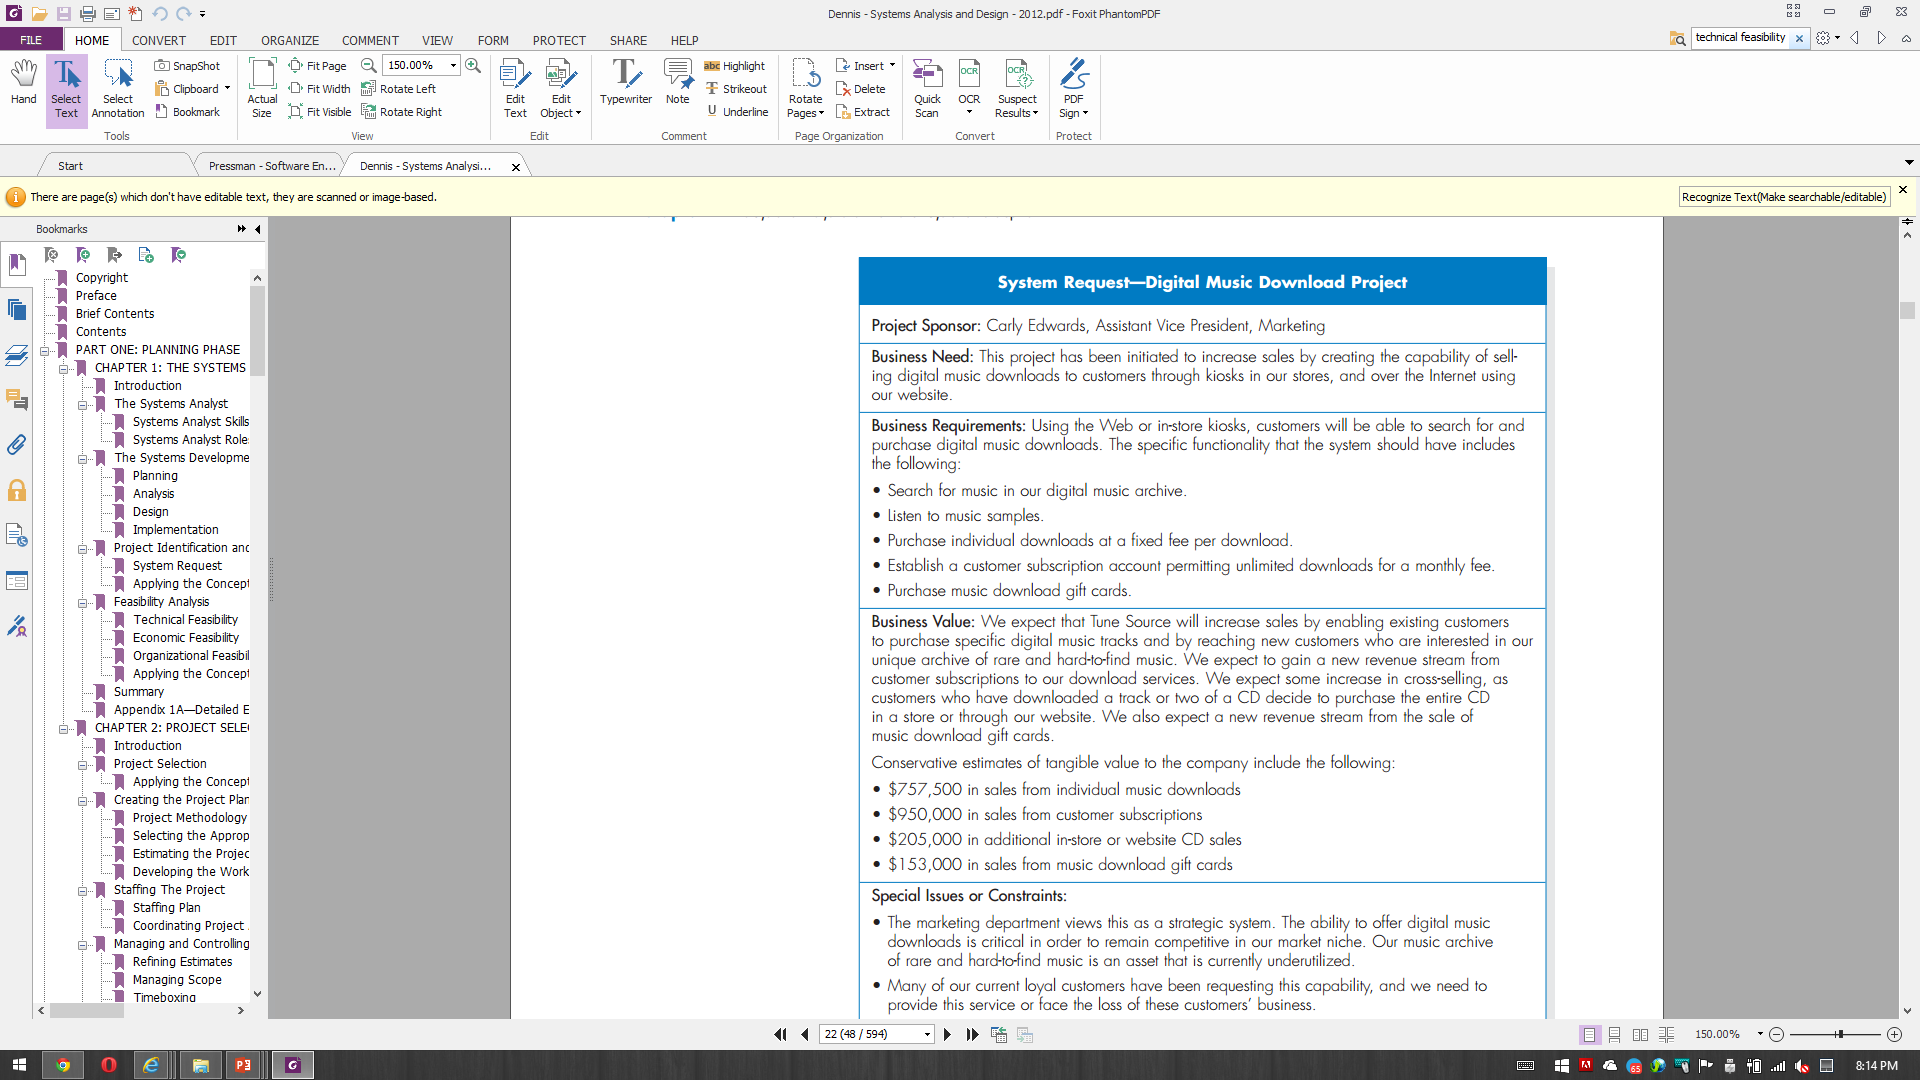 Dennis - Systems Analysis and Design - 2012.pdf - Foxit PhantomPDF
FILE HOME CONVERT EDIT ORGANIZE COMMENT VIEW FORM PROTECT SHARE HELP
technical feasibility
Hand
Select Text
Select Annotation
SnapShot
Clipboard
Bookmark
Tools
Actual Size
Fit Page
Fit Width
Fit Visible
150.00%
Rotate Left
Rotate Right
View
Edit Text
Edit Object
Edit
Typewriter
Note
abc Highlight
Strikeout
Underline
Comment
Rotate Pages
Insert
Delete
Extract
Page Organization
Quick Scan
OCR
OCR
OCR
Suspect Results
Convert
PDF Sign
Protect
Start
Pressman - Software En...
Dennis - Systems Analysi...
There are page(s) which don't have editable text, they are scanned or image-based.
Recognize Text(Make searchable/editable)
Bookmarks
Copyright
Preface
Brief Contents
Contents
PART ONE: PLANNING PHASE
CHAPTER 1: THE SYSTEMS
Introduction
The Systems Analyst
Systems Analyst Skills
Systems Analyst Role
The Systems Developme
Planning
Analysis
Design
Implementation
Project Identification and
System Request
Applying the Concept
Feasibility Analysis
Technical Feasibility
Economic Feasibility
Organizational Feasibil
Applying the Concept
Summary
Appendix 1A—Detailed E
CHAPTER 2: PROJECT SELE
Introduction
Project Selection
Applying the Concept
Creating the Project Plan
Project Methodology
Selecting the Approp
Estimating the Projec
Developing the Work
Staffing The Project
Staffing Plan
Coordinating Project
Managing and Controlling
Refining Estimates
Managing Scope
Timeboxing
System Request—Digital Music Download Project
Project Sponsor: Carly Edwards, Assistant Vice President, Marketing
Business Need: This project has been initiated to increase sales by creating the capability of sell-
ing digital music downloads to customers through kiosks in our stores, and over the Internet using
our website.
Business Requirements: Using the Web or in-store kiosks, customers will be able to search for and
purchase digital music downloads. The specific functionality that the system should have includes
the following:
• Search for music in our digital music archive.
• Listen to music samples.
• Purchase individual downloads at a fixed fee per download.
• Establish a customer subscription account permitting unlimited downloads for a monthly fee.
• Purchase music download gift cards.
Business Value: We expect that Tune Source will increase sales by enabling existing customers
to purchase specific digital music tracks and by reaching new customers who are interested in our
unique archive of rare and hard-to-find music. We expect to gain a new revenue stream from
customer subscriptions to our download services. We expect some increase in cross-selling, as
customers who have downloaded a track or two of a CD decide to purchase the entire CD
in a store or through our website. We also expect a new revenue stream from the sale of
music download gift cards.
Conservative estimates of tangible value to the company include the following:
• $757,500 in sales from individual music downloads
• $950,000 in sales from customer subscriptions
• $205,000 in additional in-store or website CD sales
• $153,000 in sales from music download gift cards
Special Issues or Constraints:
• The marketing department views this as a strategic system. The ability to offer digital music
downloads is critical in order to remain competitive in our market niche. Our music archive
of rare and hard-to-find music is an asset that is currently underutilized.
• Many of our current loyal customers have been requesting this capability, and we need to
provide this service or face the loss of these customers' business.
22 (48 / 594)
150.00%
8:14 PM